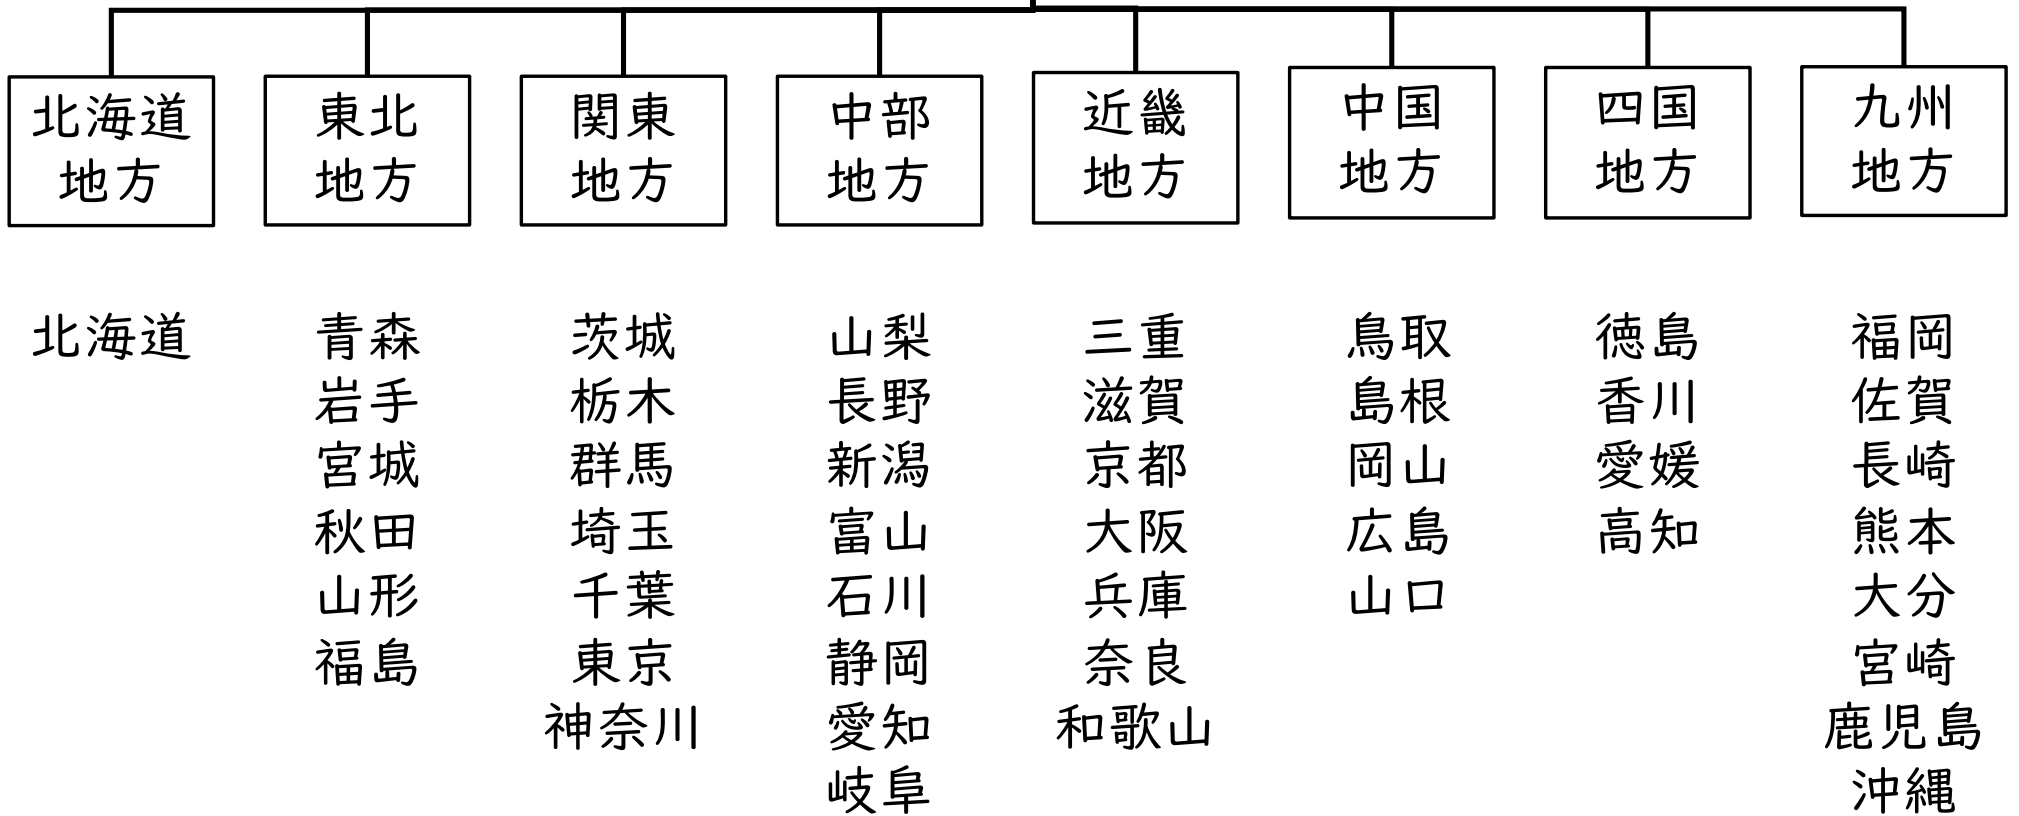 北海道
地方
東北
地方
関東
地方
中部
地方
近畿
地方
中国
地方
四国
地方
九州
地方
北海道
青森
岩手
宮城
秋田
山形
福島
茨城
栃木
群馬
埼玉
千葉
東京
神奈川
山梨
長野
新潟
富山
石川
静岡
愛知
岐阜
三重
滋賀
京都
大阪
兵庫
奈良
和歌山
鳥取
島根
岡山
広島
山口
徳島
香川
愛媛
高知
福岡
佐賀
長崎
熊本
大分
宮崎
鹿児島
沖縄